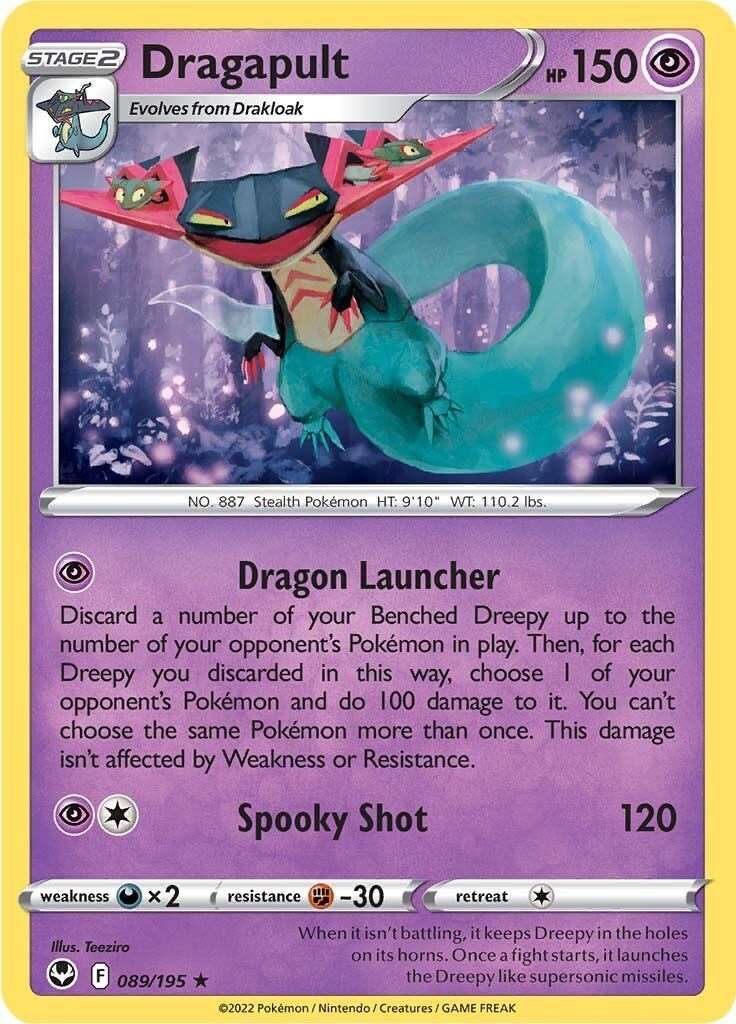 STAGE 2
Dragapult
HP 150
Evolves from Drakloak
NO. 887 Stealth Pokémon HT: 9'10" WT: 110.2 lbs.
Dragon Launcher
Discard a number of your Benched Dreepy up to the
number of your opponent's Pokémon in play. Then, for each
Dreepy you discarded in this way, choose 1 of your
opponent's Pokémon and do 100 damage to it. You can't
choose the same Pokémon more than once. This damage
isn't affected by Weakness or Resistance.
Spooky Shot 120
weakness ×2 resistance -30 retreat
Illus. Teeziro
F 089/195 ★
When it isn't battling, it keeps Dreepy in the holes
on its horns. Once a fight starts, it launches
the Dreepy like supersonic missiles.
©2022 Pokémon / Nintendo / Creatures / GAME FREAK